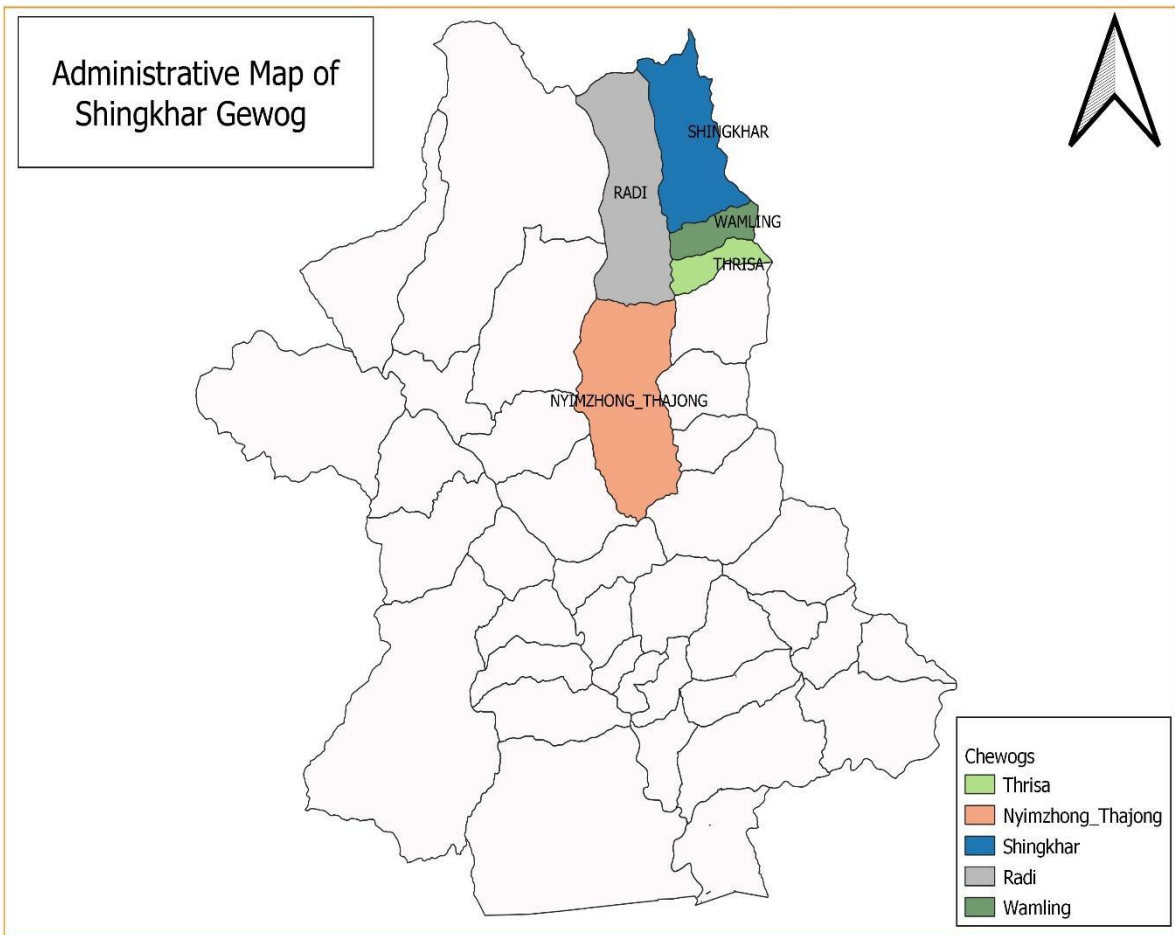 Administrative Map of
Shingkhar Gewog
SHINGKHAR
RADI
WAMLING
THRISA
NYIMZHONG_THAJONG
Chewogs
Thrisa
Nyimzhong_Thajong
Shingkhar
Radi
Wamling